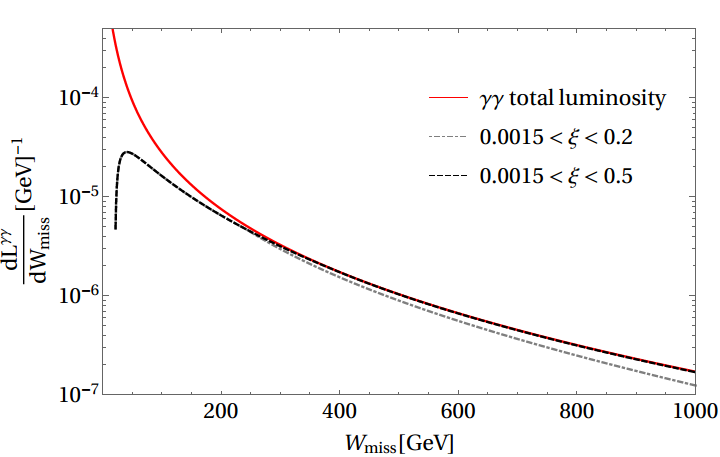 γγ total luminosity
0.0015 < ξ < 0.2
0.0015 < ξ < 0.5
dL^γγ/dW_miss [GeV]^−1
10^−4
10^−5
10^−6
10^−7
200 400 600 800 1000
W_miss[GeV]